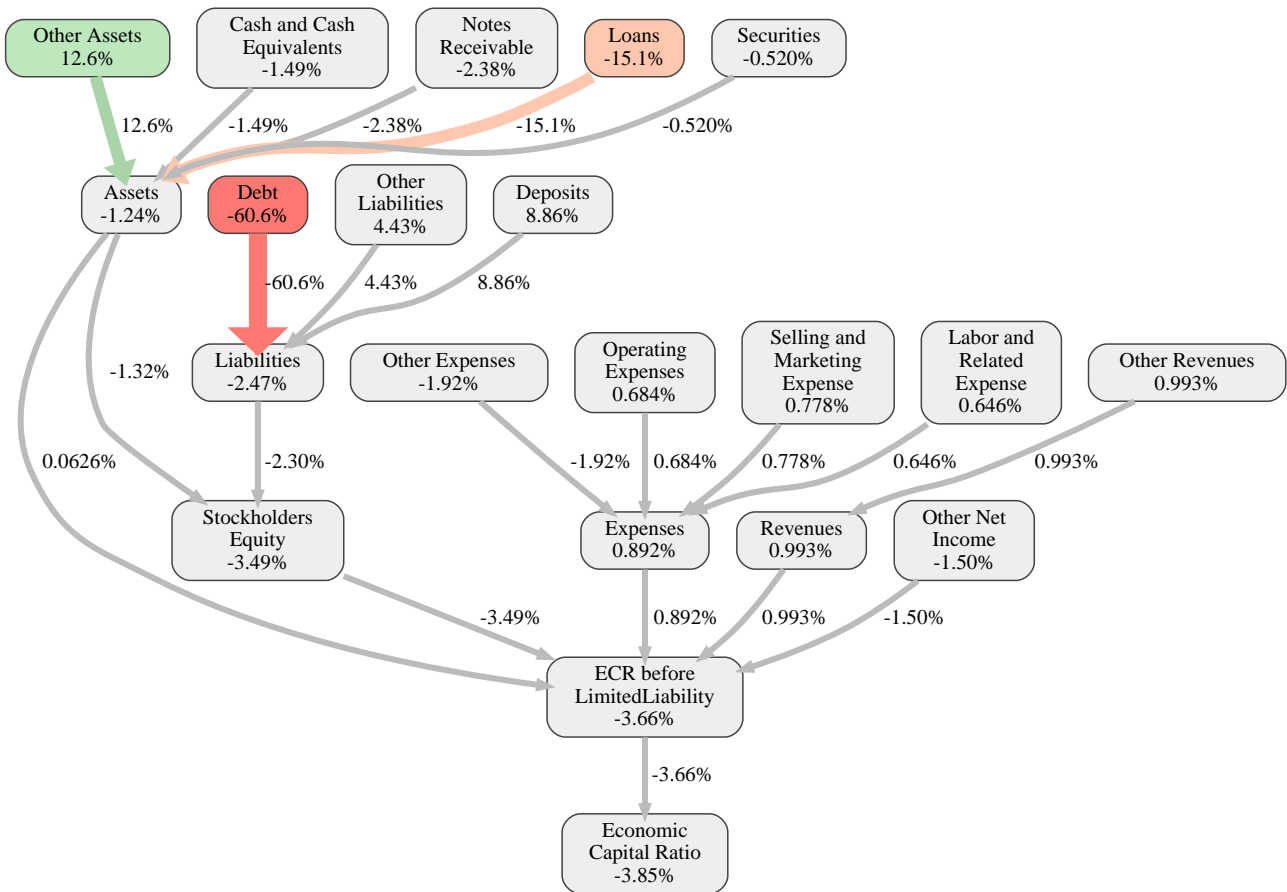 Other Assets
12.6%
Cash and Cash
Equivalents
-1.49%
Notes
Receivable
-2.38%
Loans
-15.1%
Securities
-0.520%
12.6%
-1.49%
-2.38%
-15.1%
-0.520%
Assets
-1.24%
Debt
-60.6%
Other
Liabilities
4.43%
Deposits
8.86%
-60.6%
4.43%
8.86%
-1.32%
Liabilities
-2.47%
Other Expenses
-1.92%
Operating
Expenses
0.684%
Selling and
Marketing
Expense
0.778%
Labor and
Related
Expense
0.646%
Other Revenues
0.993%
0.0626%
-2.30%
-1.92%
0.684%
0.778%
0.646%
0.993%
Stockholders
Equity
-3.49%
Expenses
0.892%
Revenues
0.993%
Other Net
Income
-1.50%
-3.49%
0.892%
0.993%
-1.50%
ECR before
LimitedLiability
-3.66%
-3.66%
Economic
Capital Ratio
-3.85%